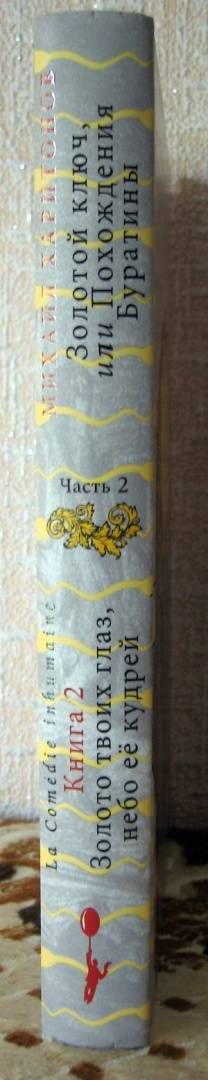 МИХАИЛ ХАРИТОНОВ
Золотой ключ,
или Похождения
Буратины
Часть 2
La Comédie inhumaine
Книга 2
Золото твоих глаз,
небо её кудрей